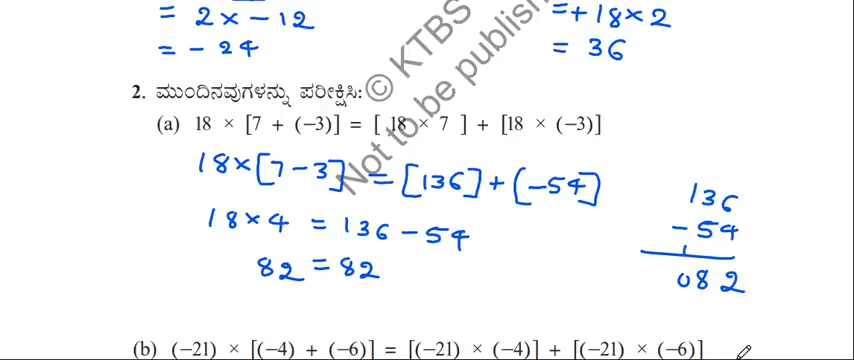 = 2 × - 12
= + 18 × 2
= - 24
= 36
© KTBS
Not to be publish
2. ಮುಂದಿನವುಗಳನ್ನು ಪರೀಕ್ಷಿಸಿ:
(a) 18 × [7 + (−3)] = [ 18 × 7 ] + [18 × (−3)]
18 × [7 - 3] = [136] + (-54]
18 × 4 = 136 - 54
82 = 82
136
- 54
082
(b) (−21) × [(−4) + (−6)] = [(−21) × (−4)] + [(−21) × (−6)]